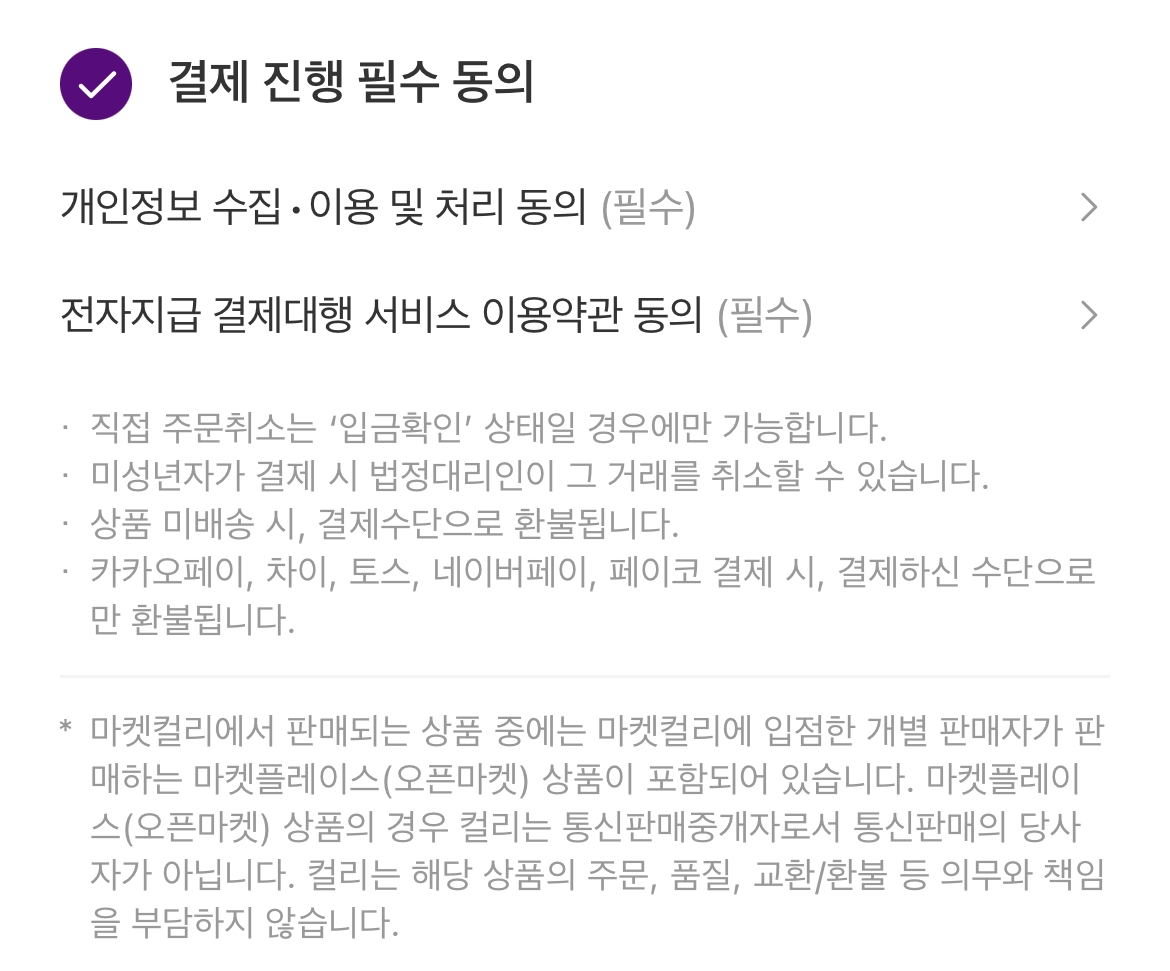 결제 진행 필수 동의
개인정보 수집・이용 및 처리 동의 (필수)
전자지급 결제대행 서비스 이용약관 동의 (필수)
· 직접 주문취소는 ‘입금확인’ 상태일 경우에만 가능합니다.
· 미성년자가 결제 시 법정대리인이 그 거래를 취소할 수 있습니다.
· 상품 미배송 시, 결제수단으로 환불됩니다.
· 카카오페이, 차이, 토스, 네이버페이, 페이코 결제 시, 결제하신 수단으로
만 환불됩니다.
* 마켓컬리에서 판매되는 상품 중에는 마켓컬리에 입점한 개별 판매자가 판
매하는 마켓플레이스(오픈마켓) 상품이 포함되어 있습니다. 마켓플레이
스(오픈마켓) 상품의 경우 컬리는 통신판매중개자로서 통신판매의 당사
자가 아닙니다. 컬리는 해당 상품의 주문, 품질, 교환/환불 등 의무와 책임
을 부담하지 않습니다.